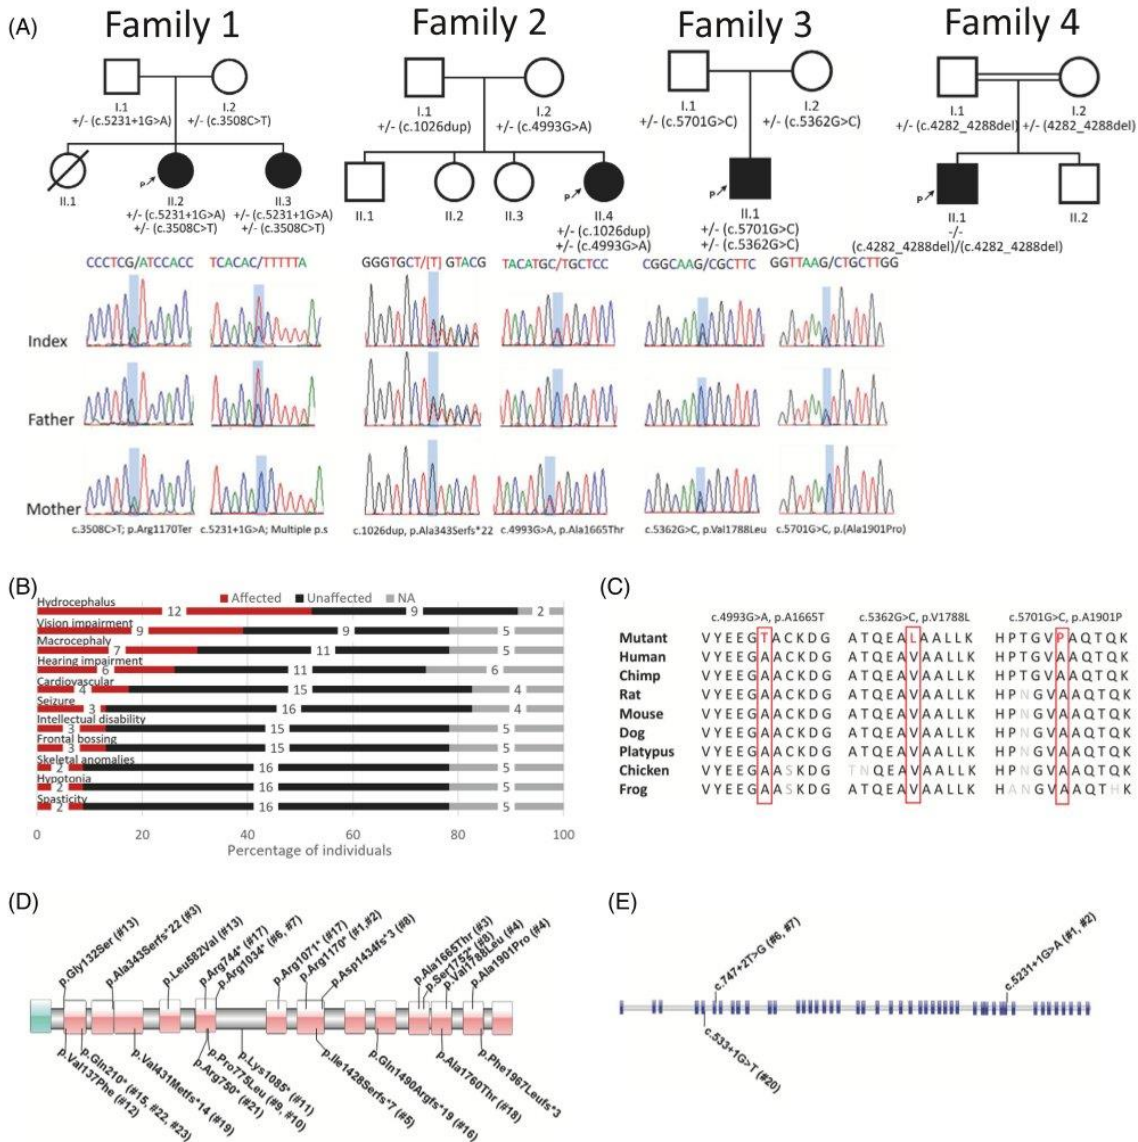 (A)
Family 1
Family 2
Family 3
Family 4
I.1
I.2
+/- (c.5231+1G>A)
+/- (c.3508C>T)
II.1
P
II.2
II.3
+/- (c.5231+1G>A)
+/- (c.5231+1G>A)
+/- (c.3508C>T)
+/- (c.3508C>T)
I.1
I.2
+/- (c.1026dup)
+/- (c.4993G>A)
II.1
II.2
II.3
P
II.4
+/- (c.1026dup)
+/- (c.4993G>A)
I.1
I.2
+/- (c.5701G>C)
+/- (c.5362G>C)
P
II.1
+/- (c.5701G>C)
+/- (c.5362G>C)
I.1
I.2
+/- (c.4282_4288del)
+/- (4282_4288del)
P
II.1
II.2
-/-
(c.4282_4288del)/(c.4282_4288del)
CCCTCG/ATCCACC
TCACAC/TTTTTA
GGGTGCT/[T] GTACG
TACATGC/TGCTCC
CGGCAAG/CGCTTC
GGTTAAG/CTGCTTGG
Index
Father
Mother
c.3508C>T; p.Arg1170Ter
c.5231+1G>A; Multiple p.s
c.1026dup, p.Ala343Serfs*22
c.4993G>A, p.Ala1665Thr
c.5362G>C, p.Val1788Leu
c.5701G>C, p.(Ala1901Pro)
(B)
Affected Unaffected NA
Hydrocephalus
12 9 2
Vision impairment
9 9 5
Macrocephaly
7 11 5
Hearing impairment
6 11 6
Cardiovascular
4 15 4
Seizure
3 16 4
Intellectual disability
3 15 5
Frontal bossing
3 15 5
Skeletal anomalies
2 16 5
Hypotonia
2 16 5
Spasticity
2 16 5
0 20 40 60 80 100
Percentage of individuals
(C)
c.4993G>A, p.A1665T c.5362G>C, p.V1788L c.5701G>C, p.A1901P
Mutant VYEEGTACKDG ATQEALAALLK HPTGVPAQTQK
Human VYEEGAACKDG ATQEAVAALLK HPTGVAAQTQK
Chimp VYEEGAACKDG ATQEAVAALLK HPTGVAAQTQK
Rat VYEEGAACKDG ATQEAVAALLK HPNGVAAQTQK
Mouse VYEEGAACKDG ATQEAVAALLK HPNGVAAQTQK
Dog VYEEGAACKDG ATQEAVAALLK HPNGVAAQTQK
Platypus VYEEGAACKDG ATQEAVAALLK HPNGVAAQTQK
Chicken VYEEGAASKDG TNQEAVAALLK HPNGVAAQTQK
Frog VYEEGAASKDG ATQEAVAALLK HANGVAAQTHK
(D)
p.Gly132Ser (#13)
p.Ala343Serfs*22 (#3)
p.Leu582Val (#13)
p.Arg744* (#17)
p.Arg1034* (#6, #7)
p.Arg1071* (#17)
p.Arg1170* (#1,#2)
p.Asp1434fs*3 (#8)
p.Ala1665Thr (#3)
p.Ser1752* (#8)
p.Val1788Leu (#4)
p.Ala1901Pro (#4)
p.Val137Phe (#12)
p.Gln210* (#15, #22, #23)
p.Val431Metfs*14 (#19)
p.Arg750* (#21)
p.Pro775Leu (#9, #10)
p.Lys1085* (#11)
p.Ile1428Serfs*7 (#5)
p.Gln1490Argfs*19 (#16)
p.Ala1760Thr (#18)
p.Phe1967Leufs*3
(E)
c.747+2T>G (#6, #7)
c.5231+1G>A (#1, #2)
c.533+1G>T (#20)